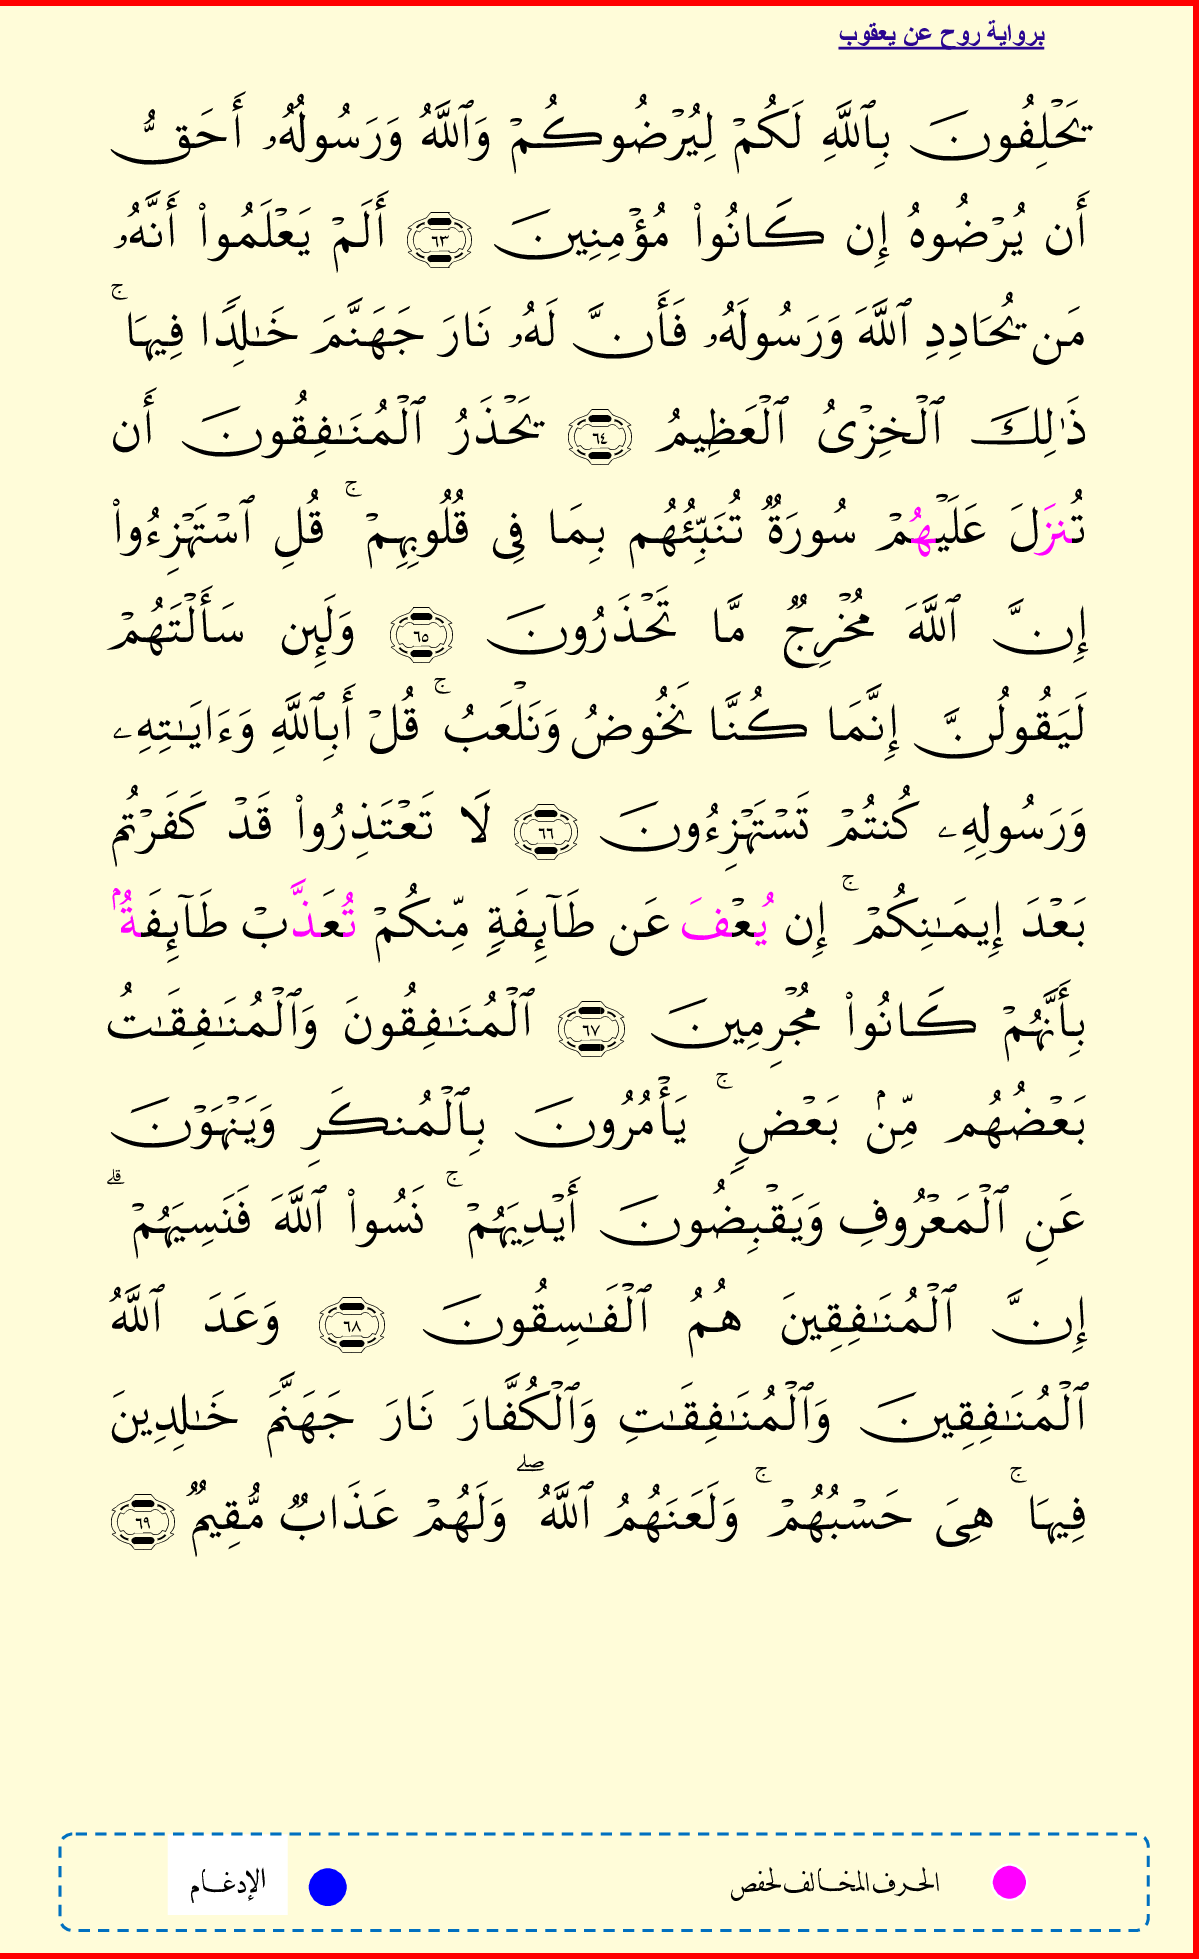 برواية روح عن يعقوب
يَحْلِفُونَ بِٱللَّهِ لَكُمْ لِيُرْضُوكُمْ وَٱللَّهُ وَرَسُولُهُۥ أَحَقُّ
أَن يُرْضُوهُ إِن كَانُوا۟ مُؤْمِنِينَ ٦٣ أَلَمْ يَعْلَمُوا۟ أَنَّهُۥ
مَن يُحَادِدِ ٱللَّهَ وَرَسُولَهُۥ فَأَنَّ لَهُۥ نَارَ جَهَنَّمَ خَـٰلِدًا فِيهَا ۚ
ذَٰلِكَ ٱلْخِزْىُ ٱلْعَظِيمُ ٦٤ يَحْذَرُ ٱلْمُنَـٰفِقُونَ أَن
تُنزَلَ عَلَيْهُمْ سُورَةٌ تُنَبِّئُهُم بِمَا فِى قُلُوبِهِمْ ۚ قُلِ ٱسْتَهْزِءُوا۟
إِنَّ ٱللَّهَ مُخْرِجٌ مَّا تَحْذَرُونَ ٦٥ وَلَئِن سَأَلْتَهُمْ
لَيَقُولُنَّ إِنَّمَا كُنَّا نَخُوضُ وَنَلْعَبُ ۚ قُلْ أَبِٱللَّهِ وَءَايَـٰتِهِۦ
وَرَسُولِهِۦ كُنتُمْ تَسْتَهْزِءُونَ ٦٦ لَا تَعْتَذِرُوا۟ قَدْ كَفَرْتُم
بَعْدَ إِيمَـٰنِكُمْ ۚ إِن يُعْفَ عَن طَآئِفَةٍ مِّنكُمْ تُعَذَّبْ طَآئِفَةُۢ
بِأَنَّهُمْ كَانُوا۟ مُجْرِمِينَ ٦٧ ٱلْمُنَـٰفِقُونَ وَٱلْمُنَـٰفِقَـٰتُ
بَعْضُهُم مِّنۢ بَعْضٍ ۚ يَأْمُرُونَ بِٱلْمُنكَرِ وَيَنْهَوْنَ
عَنِ ٱلْمَعْرُوفِ وَيَقْبِضُونَ أَيْدِيَهُمْ ۚ نَسُوا۟ ٱللَّهَ فَنَسِيَهُمْ ۗ
إِنَّ ٱلْمُنَـٰفِقِينَ هُمُ ٱلْفَـٰسِقُونَ ٦٨ وَعَدَ ٱللَّهُ
ٱلْمُنَـٰفِقِينَ وَٱلْمُنَـٰفِقَـٰتِ وَٱلْكُفَّارَ نَارَ جَهَنَّمَ خَـٰلِدِينَ
فِيهَا ۚ هِىَ حَسْبُهُمْ ۚ وَلَعَنَهُمُ ٱللَّهُ ۖ وَلَهُمْ عَذَابٌ مُّقِيمٌ ٦٩
الحرف المخالف لحفص
الإدغام